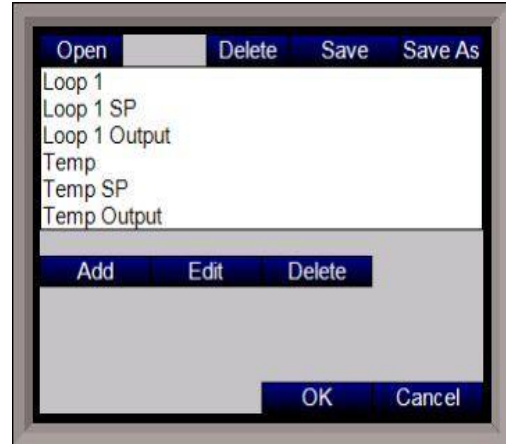 Open Delete Save Save As
Loop 1
Loop 1 SP
Loop 1 Output
Temp
Temp SP
Temp Output
Add Edit Delete
OK Cancel